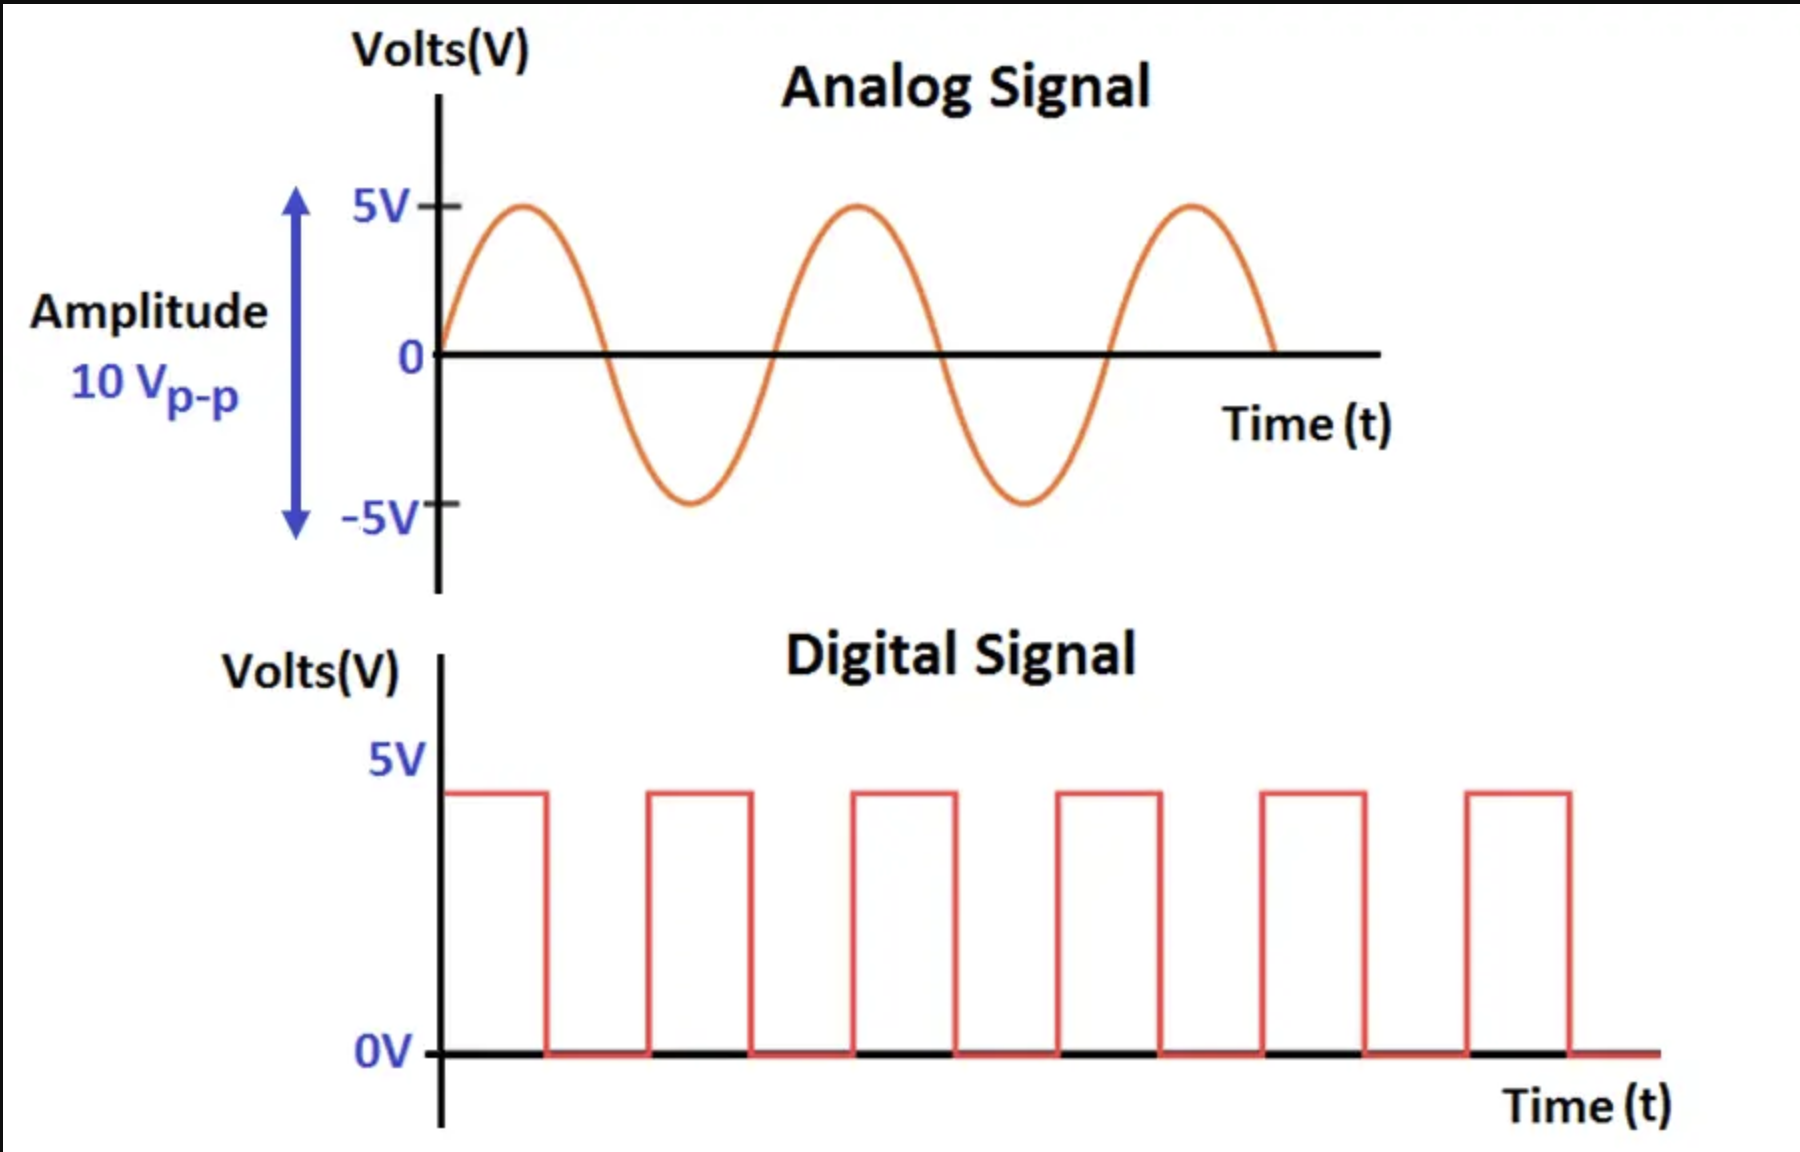 Volts(V)
Analog Signal
5V
Amplitude
10 Vp-p
0
Time (t)
-5V
Digital Signal
Volts(V)
5V
0V
Time (t)